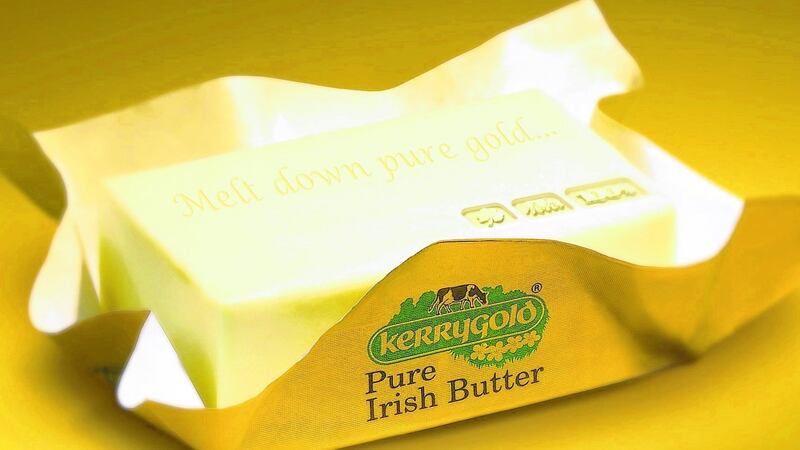 Melt down pure gold...
Kerrygold ®
Pure
Irish Butter